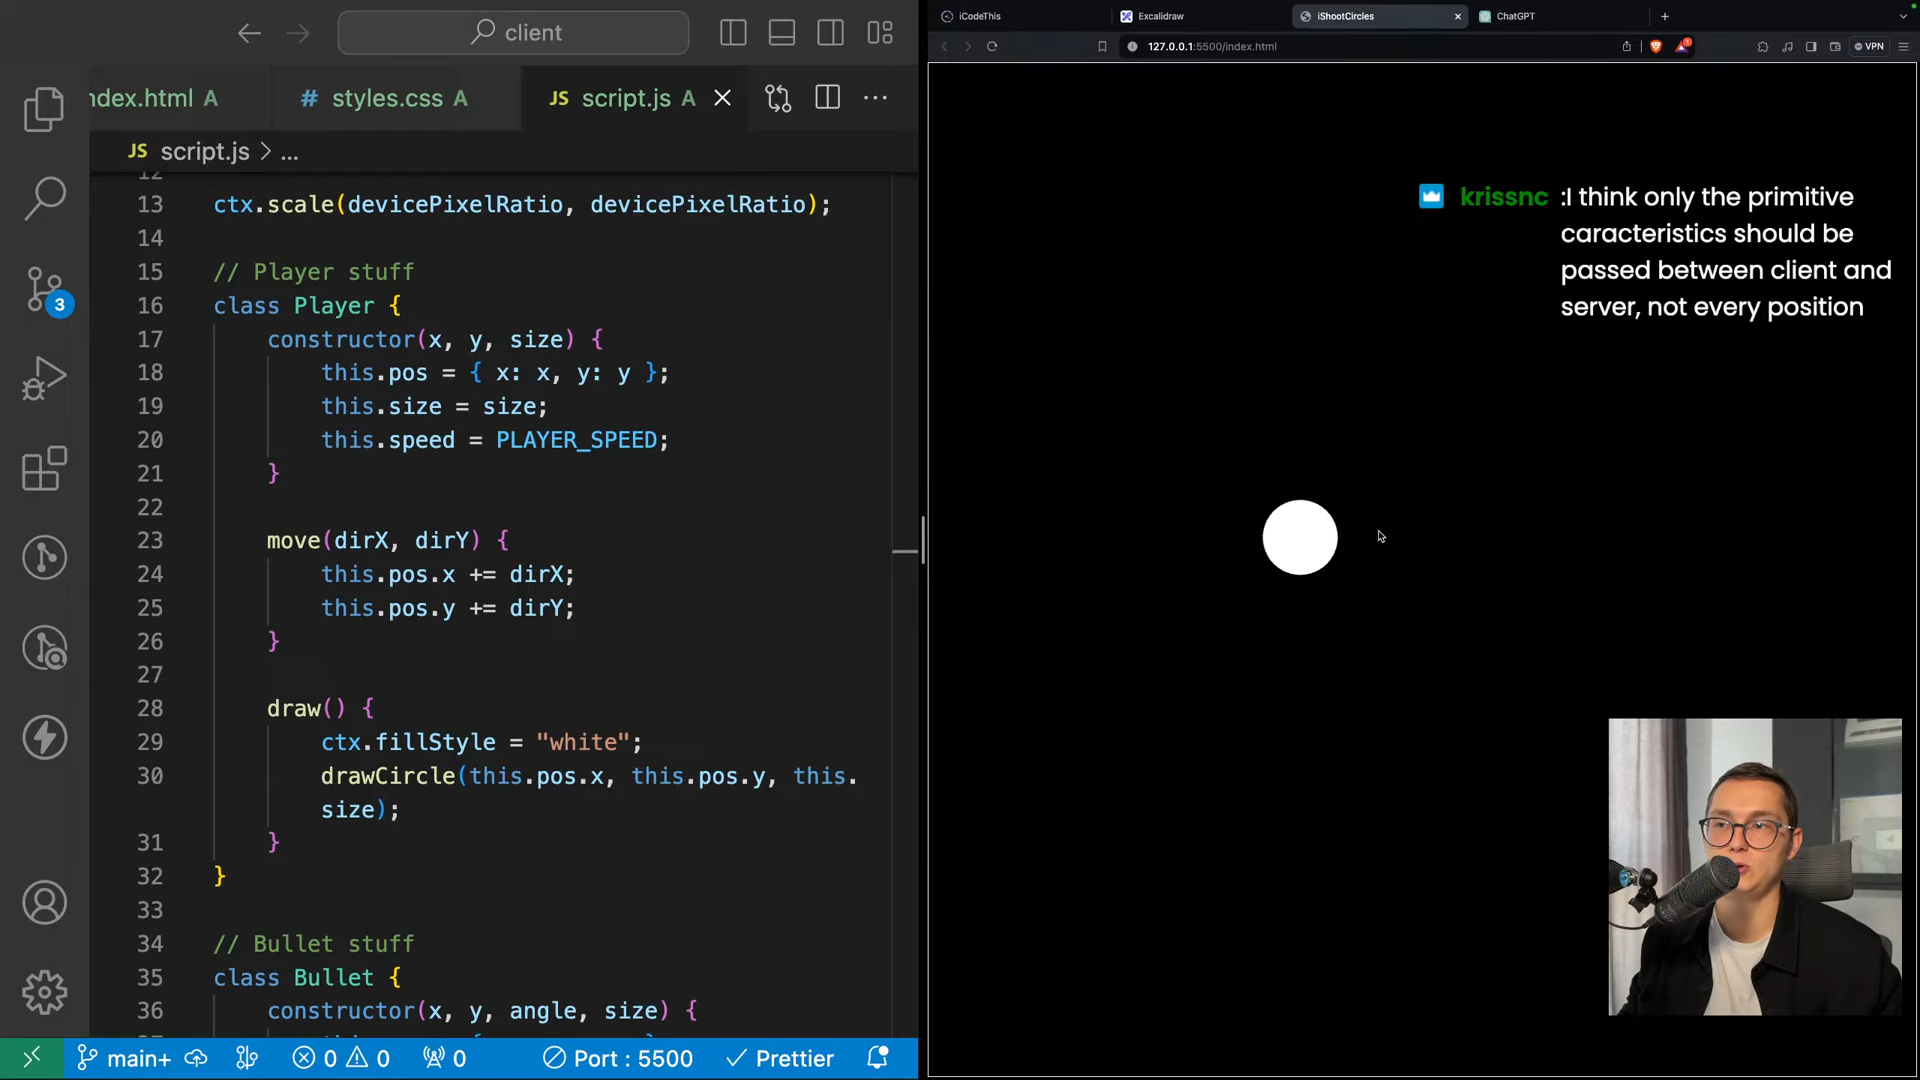 client
ndex.html A
# styles.css A
JS script.js A
JS script.js > ...
12
13 ctx.scale(devicePixelRatio, devicePixelRatio);
14
15 // Player stuff
16 class Player {
17 constructor(x, y, size) {
18 this.pos = { x: x, y: y };
19 this.size = size;
20 this.speed = PLAYER_SPEED;
21 }
22
23 move(dirX, dirY) {
24 this.pos.x += dirX;
25 this.pos.y += dirY;
26 }
27
28 draw() {
29 ctx.fillStyle = "white";
30 drawCircle(this.pos.x, this.pos.y, this.
size);
31 }
32 }
33
34 // Bullet stuff
35 class Bullet {
36 constructor(x, y, angle, size) {
3
main+ 0 0 0 Port : 5500 Prettier
iCodeThis
Excalidraw
iShootCircles
ChatGPT
127.0.0.1:5500/index.html
1
VPN
krissnc :I think only the primitive
caracteristics should be
passed between client and
server, not every position